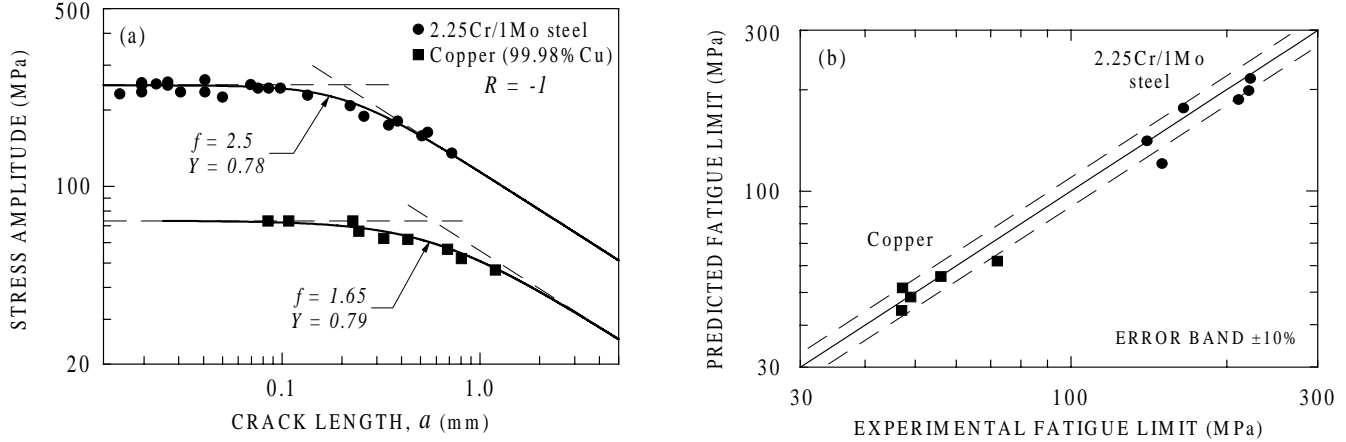 500
100
20
STRESS AMPLITUDE (MPa)
(a)
2.25Cr/1Mo steel
Copper (99.98% Cu)
R = -1
f = 2.5
Y = 0.78
f = 1.65
Y = 0.79
0.1
1.0
CRACK LENGTH, a (mm)
300
100
30
PREDICTED FATIGUE LIMIT (MPa)
(b)
2.25Cr/1Mo
steel
Copper
ERROR BAND ±10%
30
100
300
EXPERIMENTAL FATIGUE LIMIT (MPa)